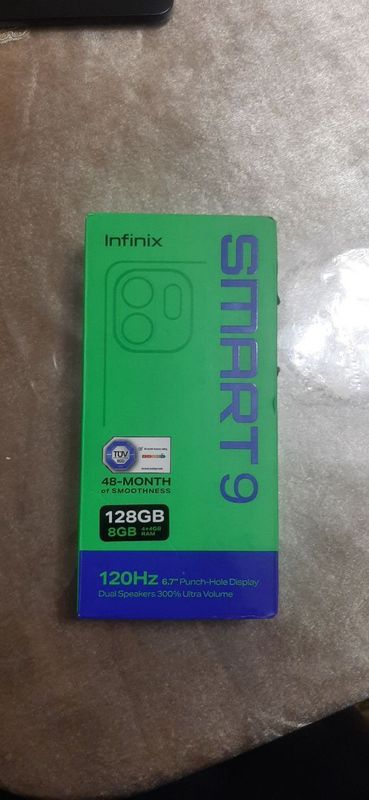 Infinix
SMART 9
TÜV
48-MONTH
OF SMOOTHNESS
128GB
8GB 4+4GB RAM
120Hz 6.7" Punch-Hole Display
Dual Speakers 300% Ultra Volume